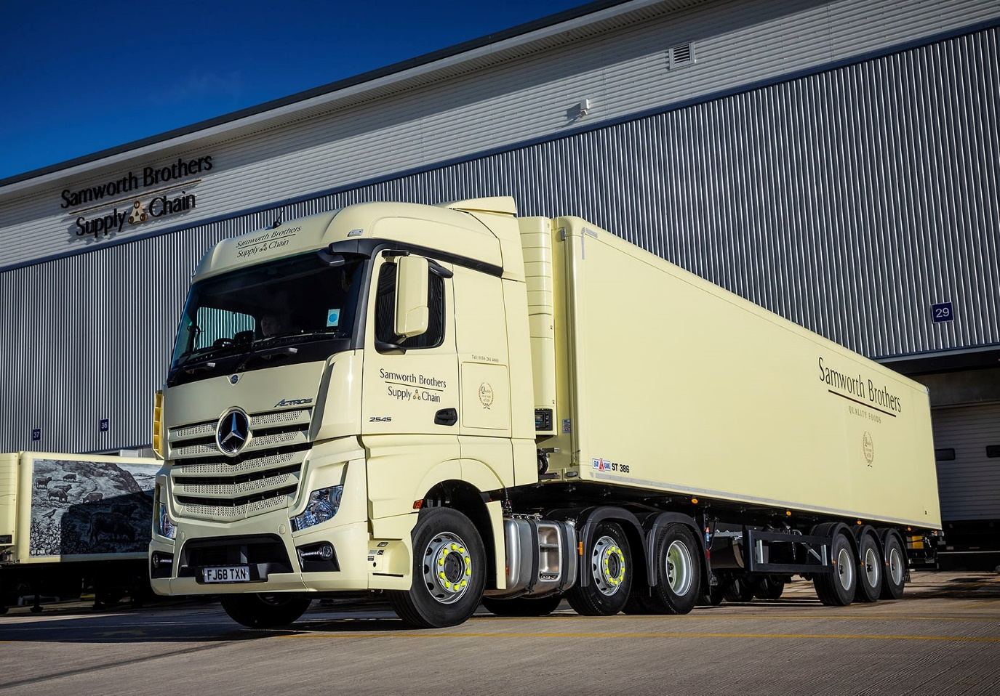 Samworth Brothers
Supply Chain
Samworth Brothers
Supply Chain
29
Samworth Brothers
QUALITY FOODS
Samworth Brothers
Supply Chain
Quality
ACTROS
2545
37
36
ST 386
FJ68 TXN